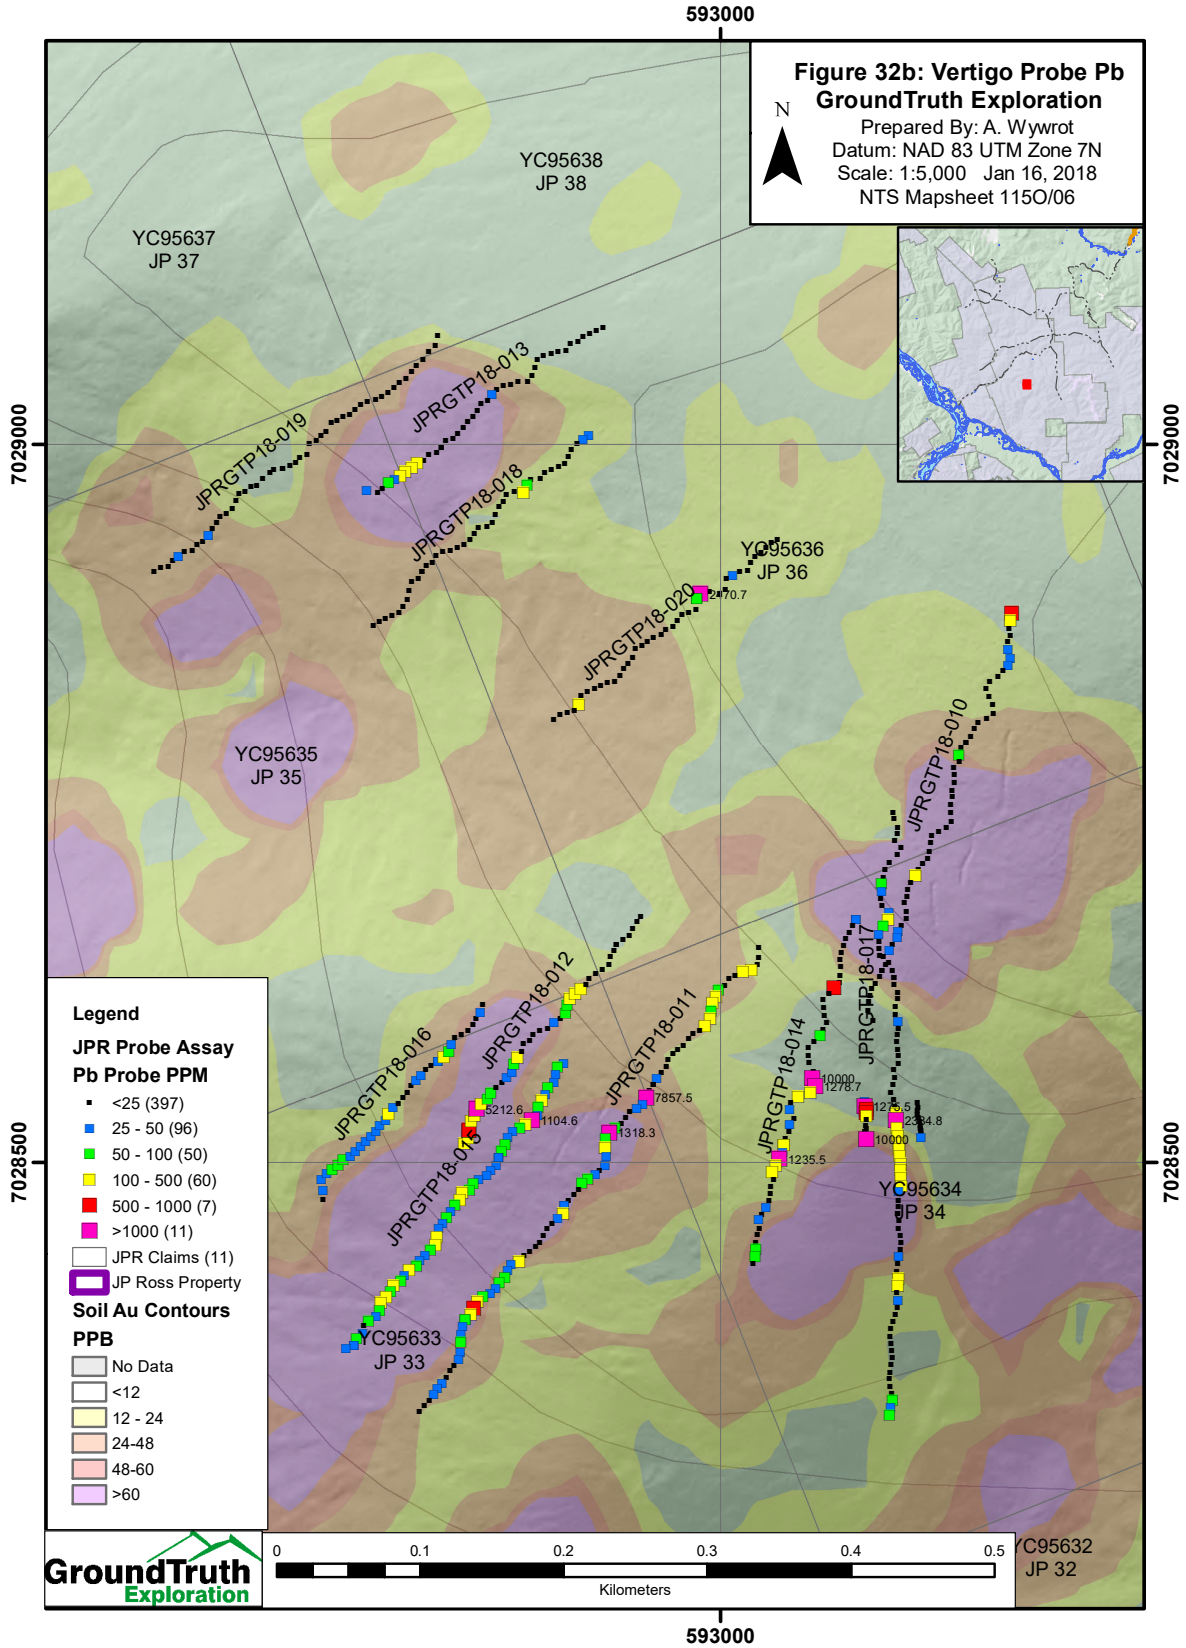 593000
Figure 32b: Vertigo Probe Pb
GroundTruth Exploration
Prepared By: A. Wywrot
Datum: NAD 83 UTM Zone 7N
Scale: 1:5,000 Jan 16, 2018
NTS Mapsheet 115O/06
N
YC95638
JP 38
YC95637
JP 37
JPRGTP18-013
JPRGTP18-019
JPRGTP18-018
7029000
7029000
YC95636
JP 36
2170.7
JPRGTP18-020
JPRGTP18-010
YC95635
JP 35
JPRGTP18-017
JPRGTP18-012
JPRGTP18-011
JPRGTP18-014
JPRGTP18-016
JPRGTP18-015
10000
1278.7
7857.5
5212.6
1104.6
1318.3
1275.5
2384.8
10000
1235.5
7028500
7028500
YC95634
JP 34
YC95633
JP 33
YC95632
JP 32
Legend
JPR Probe Assay
Pb Probe PPM
<25 (397)
25 - 50 (96)
50 - 100 (50)
100 - 500 (60)
500 - 1000 (7)
>1000 (11)
JPR Claims (11)
JP Ross Property
Soil Au Contours
PPB
No Data
<12
12 - 24
24-48
48-60
>60
GroundTruth
Exploration
0 0.1 0.2 0.3 0.4 0.5
Kilometers
593000